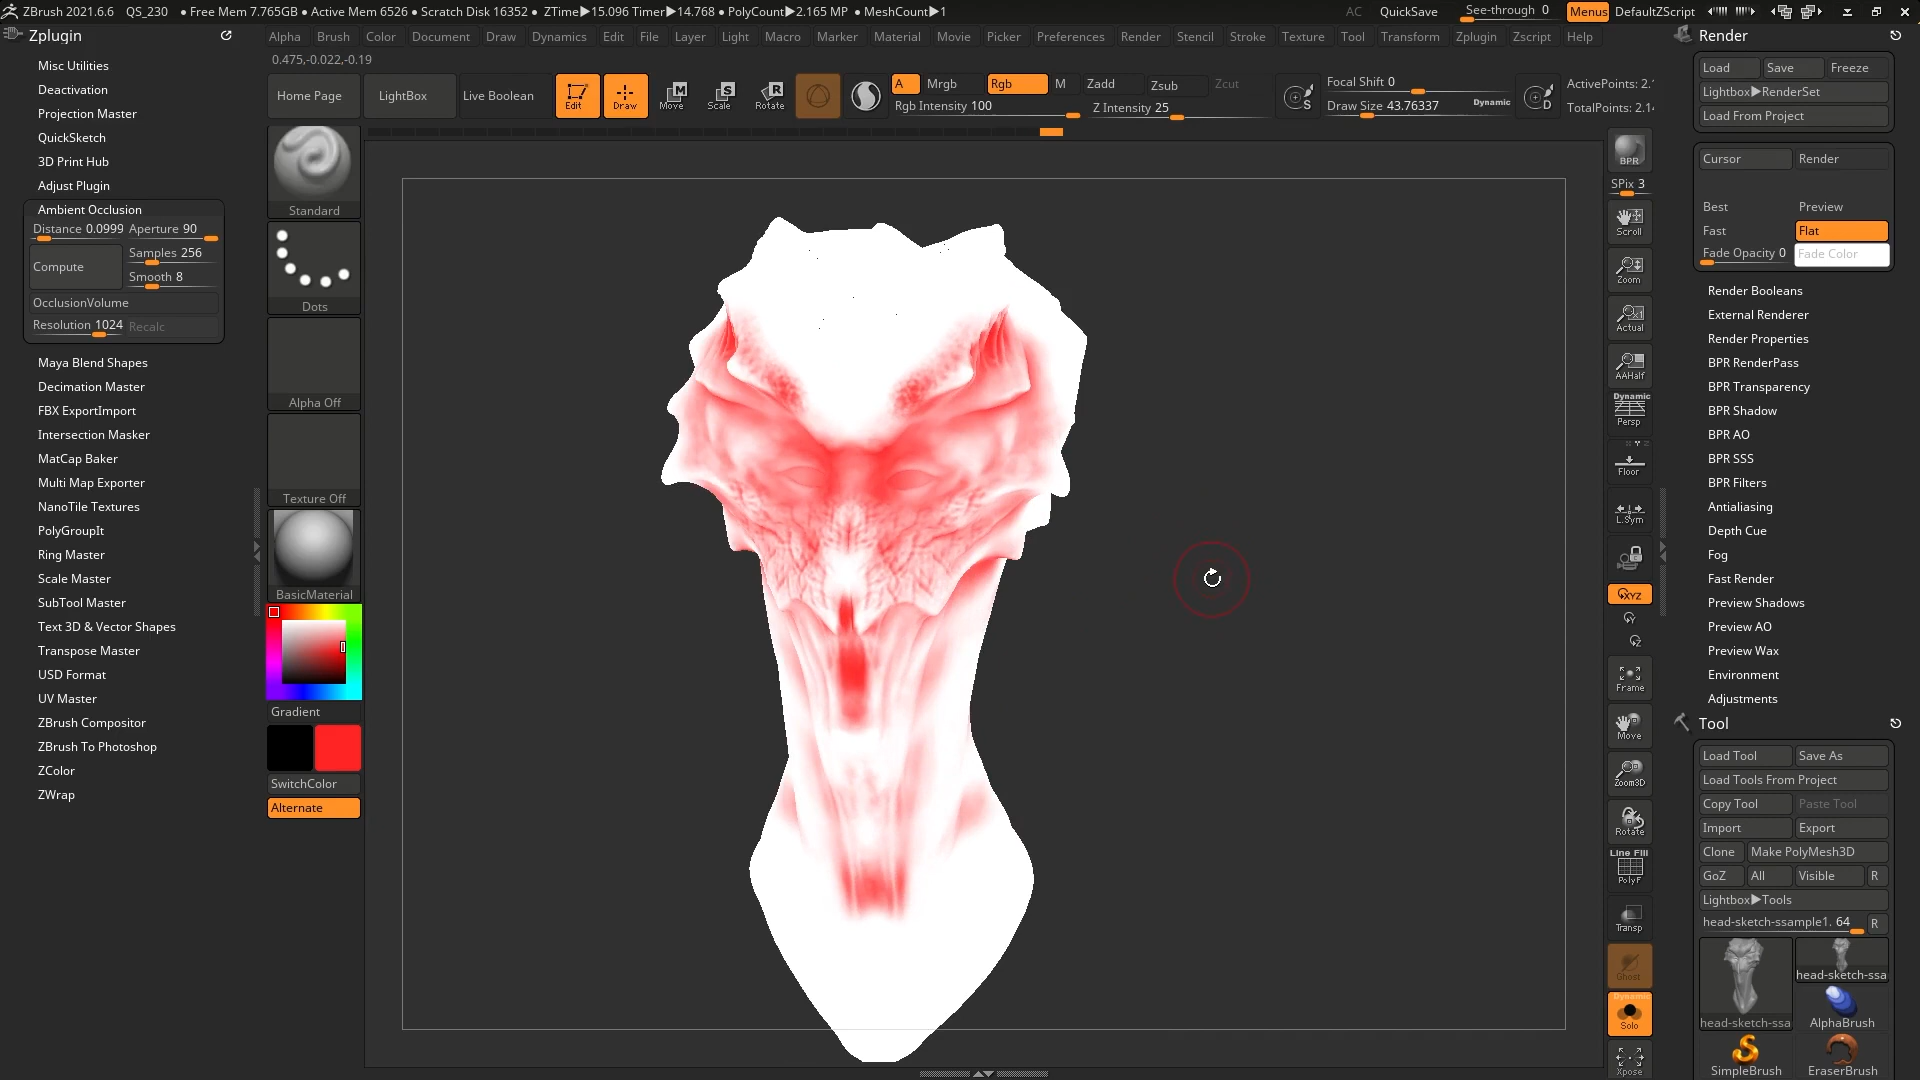 ZBrush 2021.6.6 QS_230 • Free Mem 7.765GB • Active Mem 6526 • Scratch Disk 16352 • ZTime▶15.096 Timer▶14.768 • PolyCount▶2.165 MP • MeshCount▶1 AC QuickSave See-through 0 Menus DefaultZScript
Zplugin
Alpha Brush Color Document Draw Dynamics Edit File Layer Light Macro Marker Material Movie Picker Preferences Render Stencil Stroke Texture Tool Transform Zplugin Zscript Help
0.475,-0.022,-0.19
Home Page LightBox Live Boolean Edit Draw Move Scale Rotate
A Mrgb Rgb M Zadd Zsub Zcut
Rgb Intensity 100 Z Intensity 25
S
Focal Shift 0
Draw Size 43.76337 Dynamic
D
ActivePoints: 2.
TotalPoints: 2.1
Misc Utilities
Deactivation
Projection Master
QuickSketch
3D Print Hub
Adjust Plugin
Ambient Occlusion
Distance 0.0999 Aperture 90
Compute
Samples 256
Smooth 8
OcclusionVolume
Resolution 1024 Recalc
Maya Blend Shapes
Decimation Master
FBX ExportImport
Intersection Masker
MatCap Baker
Multi Map Exporter
NanoTile Textures
PolyGroupIt
Ring Master
Scale Master
SubTool Master
Text 3D & Vector Shapes
Transpose Master
USD Format
UV Master
ZBrush Compositor
ZBrush To Photoshop
ZColor
ZWrap
Standard
Dots
Alpha Off
Texture Off
BasicMaterial
Gradient
SwitchColor
Alternate
BPR
SPix 3
Scroll
Zoom
Actual
AAHalf
Dynamic
Persp
Floor
L.Sym
XYZ
Y
Z
Frame
Move
Zoom3D
Rotate
Line Fill
PolyF
Transp
Ghost
Dynamic
Solo
Xpose
Render
Load Save Freeze
Lightbox▶RenderSet
Load From Project
Cursor Render
Best Preview
Fast Flat
Fade Opacity 0 Fade Color
Render Booleans
External Renderer
Render Properties
BPR RenderPass
BPR Transparency
BPR Shadow
BPR AO
BPR SSS
BPR Filters
Antialiasing
Depth Cue
Fog
Fast Render
Preview Shadows
Preview AO
Preview Wax
Environment
Adjustments
Tool
Load Tool Save As
Load Tools From Project
Copy Tool Paste Tool
Import Export
Clone Make PolyMesh3D
GoZ All Visible R
Lightbox▶Tools
head-sketch-ssample1. 64 R
head-sketch-ssa
head-sketch-ssa
AlphaBrush
SimpleBrush
EraserBrush